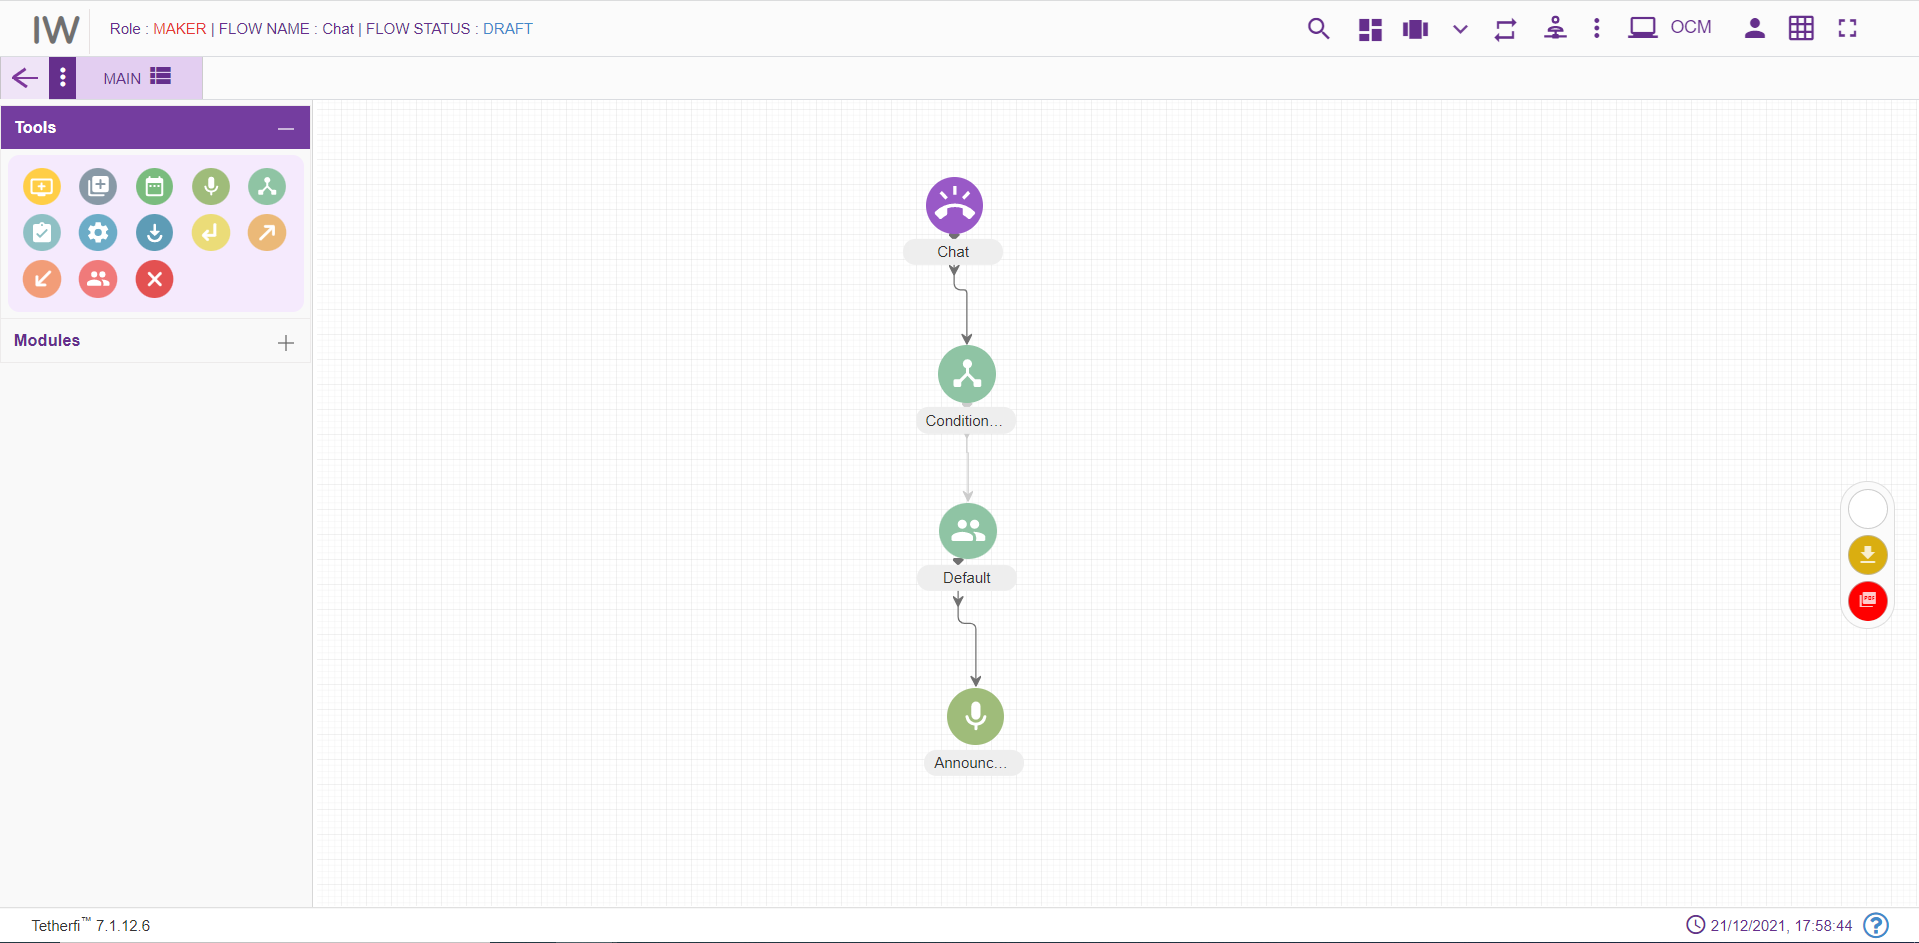 IW
Role : MAKER | FLOW NAME : Chat | FLOW STATUS : DRAFT
OCM
MAIN
Tools
Modules
Chat
Condition...
Default
Announc...
PDF
Tetherfi™ 7.1.12.6
21/12/2021, 17:58:44
?